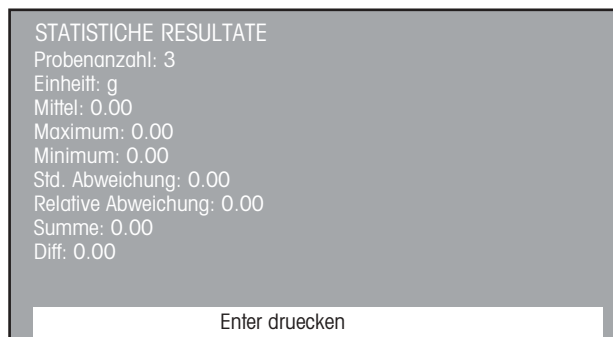 STATISTICHE RESULTATE
Probenanzahl: 3
Einheitt: g
Mittel: 0.00
Maximum: 0.00
Minimum: 0.00
Std. Abweichung: 0.00
Relative Abweichung: 0.00
Summe: 0.00
Diff: 0.00
Enter druecken